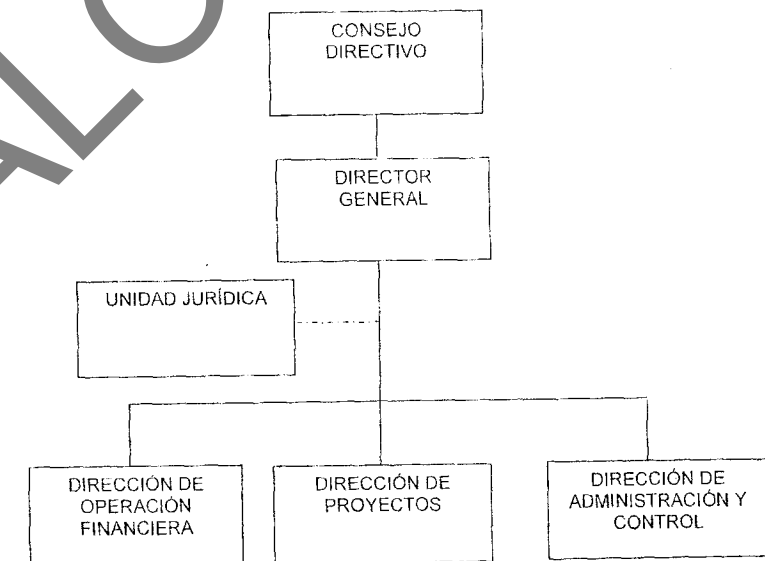 CONSEJO
DIRECTIVO
DIRECTOR
GENERAL
UNIDAD JURÍDICA
DIRECCIÓN DE
OPERACIÓN
FINANCIERA
DIRECCIÓN DE
PROYECTOS
DIRECCIÓN DE
ADMINISTRACIÓN Y
CONTROL